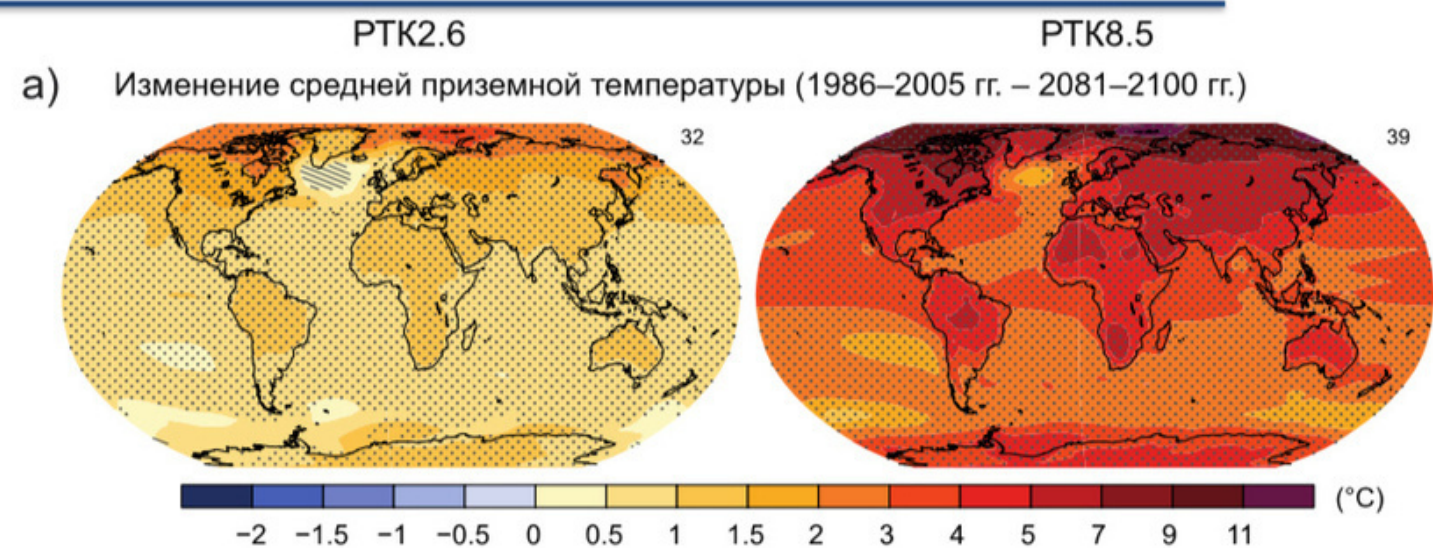 РТК2.6 РТК8.5
а) Изменение средней приземной температуры (1986–2005 гг. – 2081–2100 гг.)
32 39
−2 −1.5 −1 −0.5 0 0.5 1 1.5 2 3 4 5 7 9 11 (°C)